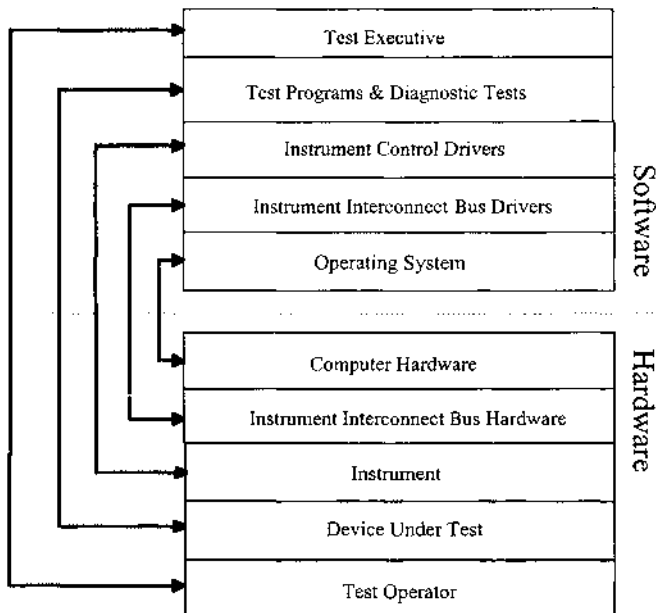 Test Executive
Test Programs & Diagnostic Tests
Instrument Control Drivers
Instrument Interconnect Bus Drivers
Operating System
Software
Computer Hardware
Instrument Interconnect Bus Hardware
Instrument
Device Under Test
Test Operator
Hardware